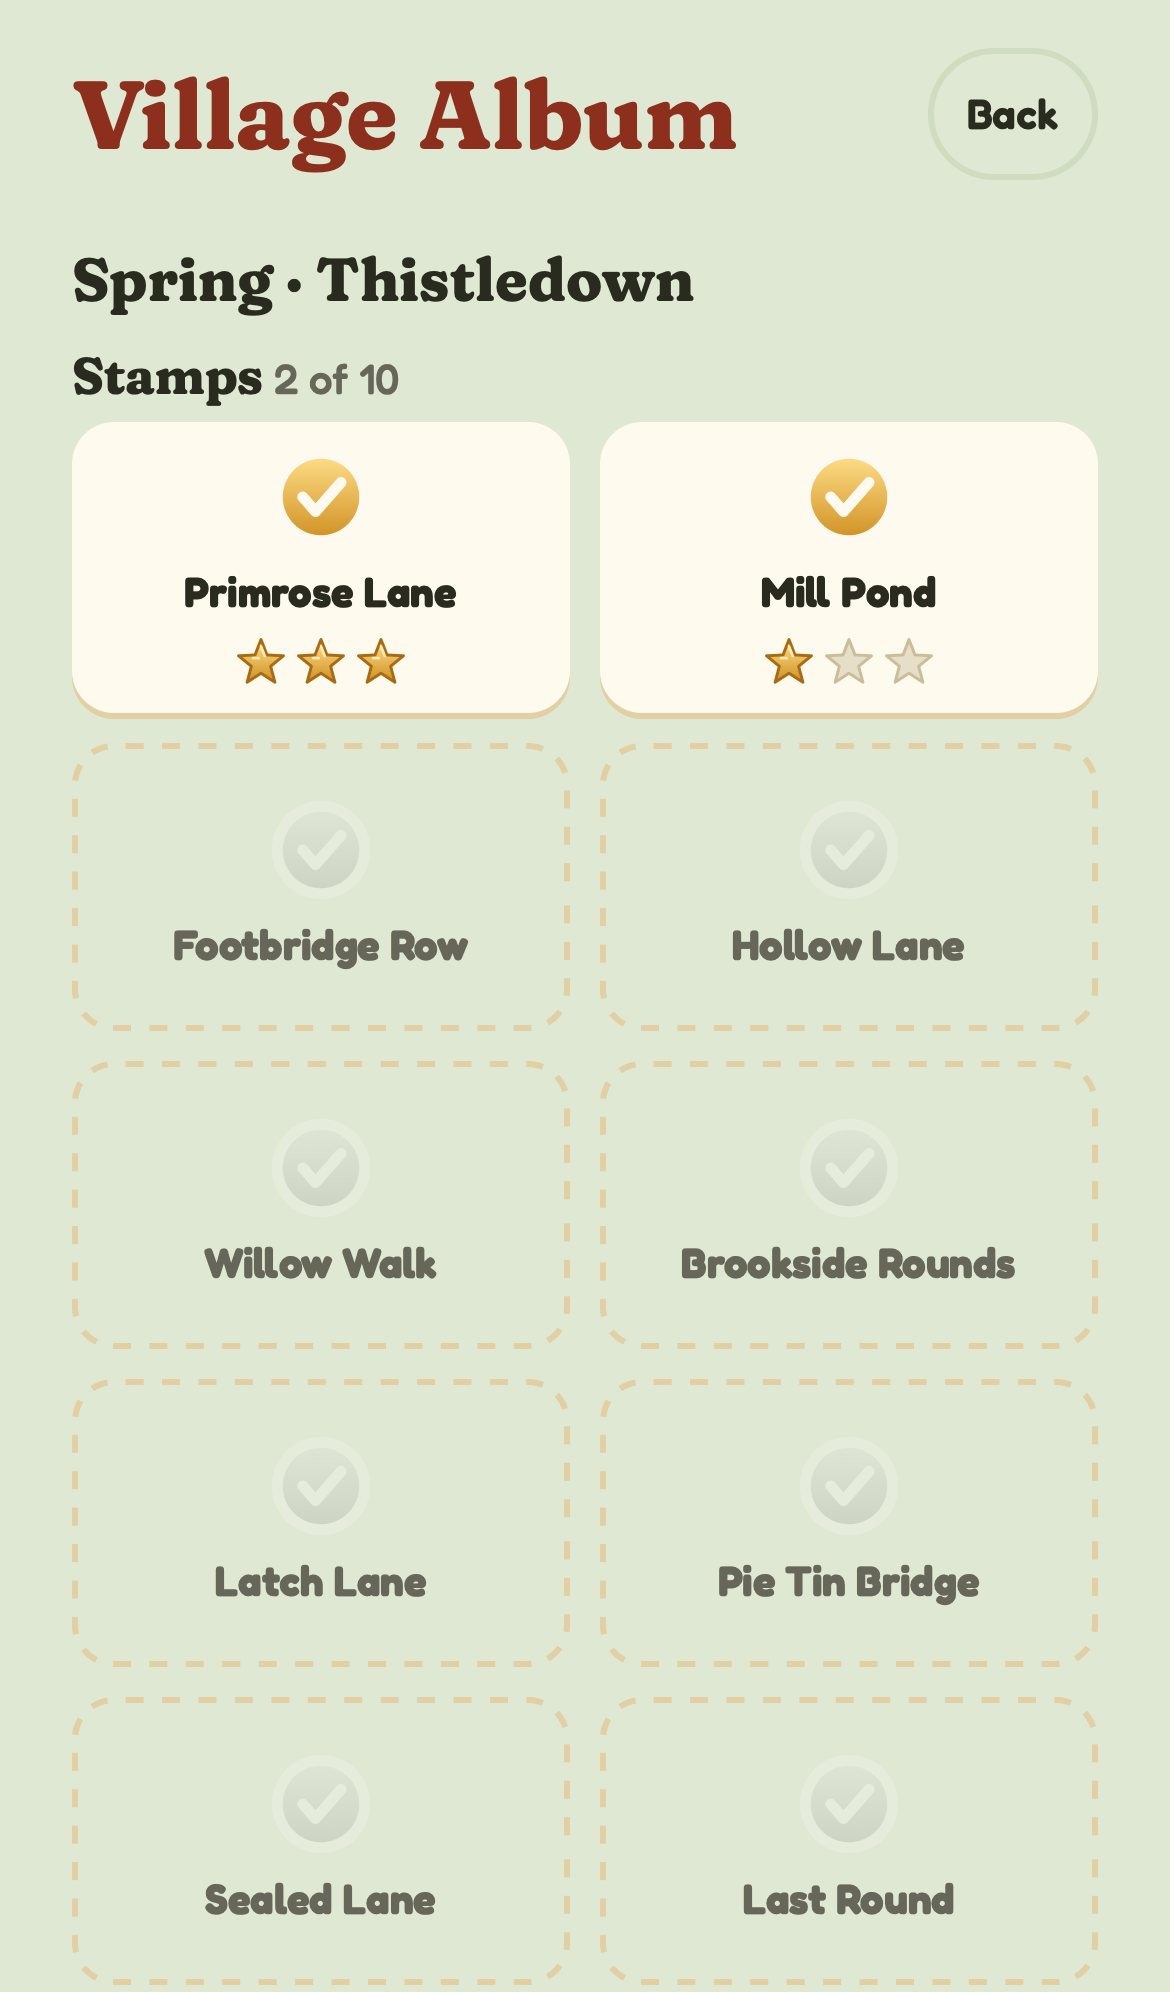 Village Album
Back
Spring · Thistledown
Stamps 2 of 10
Primrose Lane
Mill Pond
Footbridge Row
Hollow Lane
Willow Walk
Brookside Rounds
Latch Lane
Pie Tin Bridge
Sealed Lane
Last Round